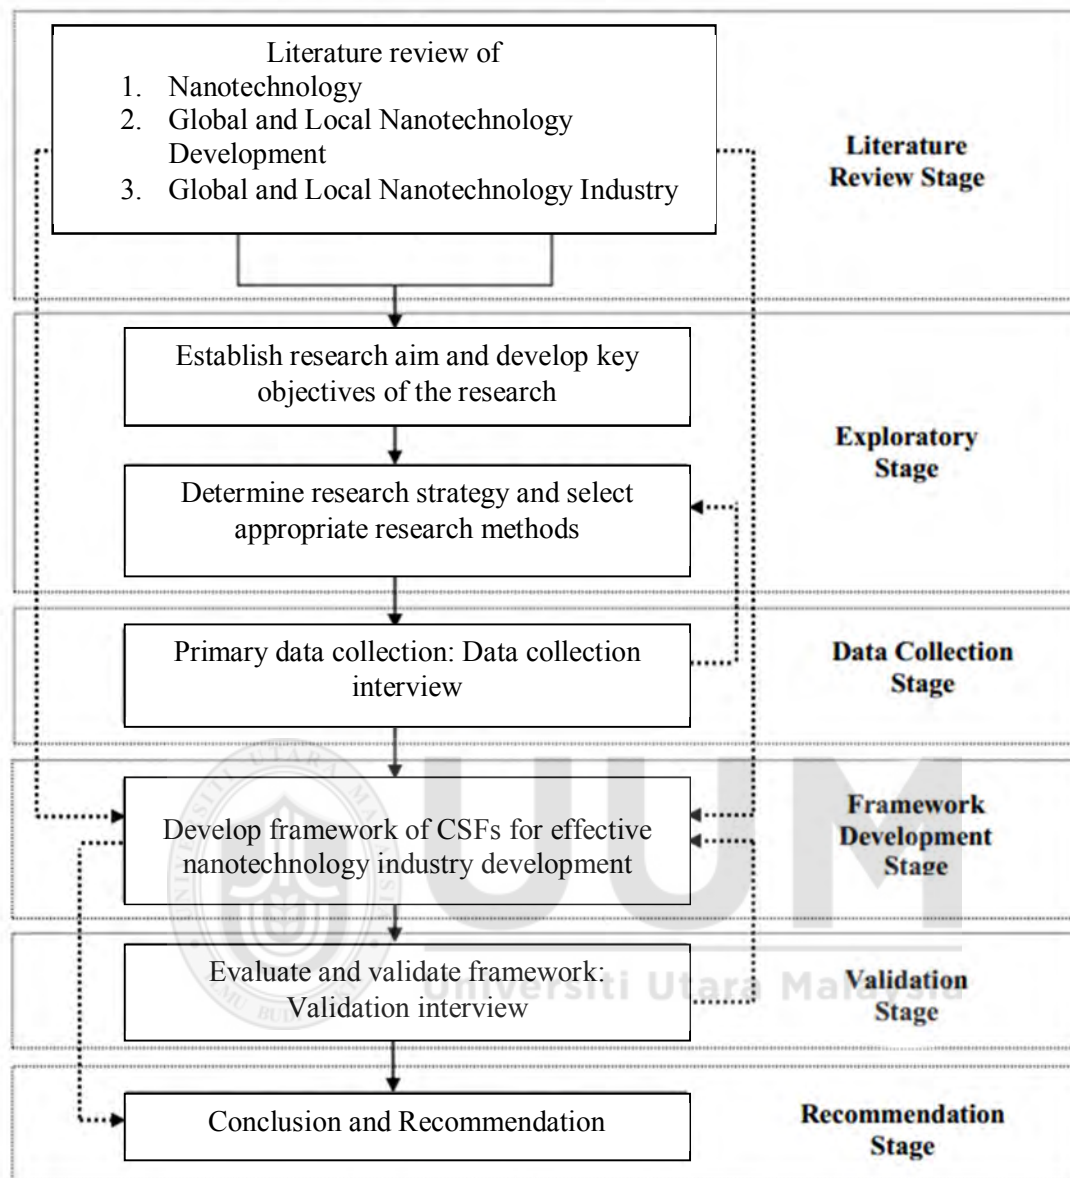 Literature review of
1. Nanotechnology
2. Global and Local Nanotechnology
Development
3. Global and Local Nanotechnology Industry
Literature
Review Stage
Establish research aim and develop key
objectives of the research
Exploratory
Stage
Determine research strategy and select
appropriate research methods
Primary data collection: Data collection
interview
Data Collection
Stage
Develop framework of CSFs for effective
nanotechnology industry development
Framework
Development
Stage
UNIVERSITI UTARA MALAYSIA
UUM
Universiti Utara Malaysia
Evaluate and validate framework:
Validation interview
Validation
Stage
Conclusion and Recommendation
Recommendation
Stage